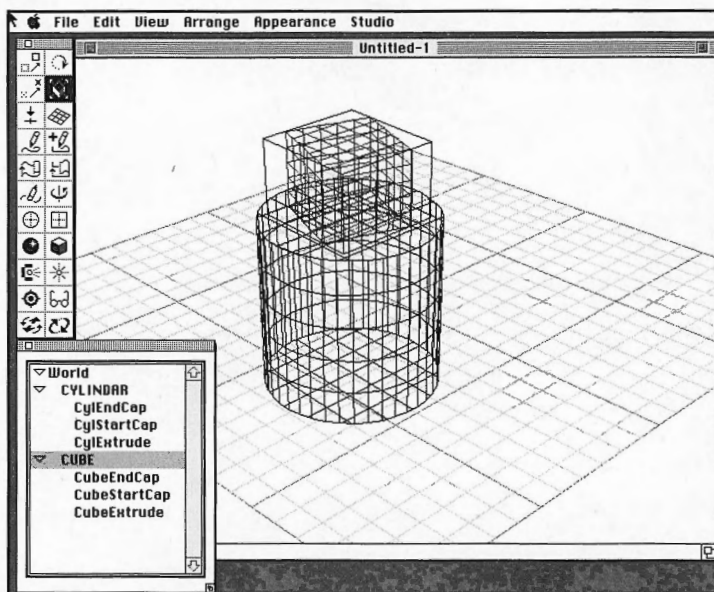 File Edit View Arrange Appearance Studio
Untitled-1
World
CYLINDAR
CylEndCap
CylStartCap
CylExtrude
CUBE
CubeEndCap
CubeStartCap
CubeExtrude